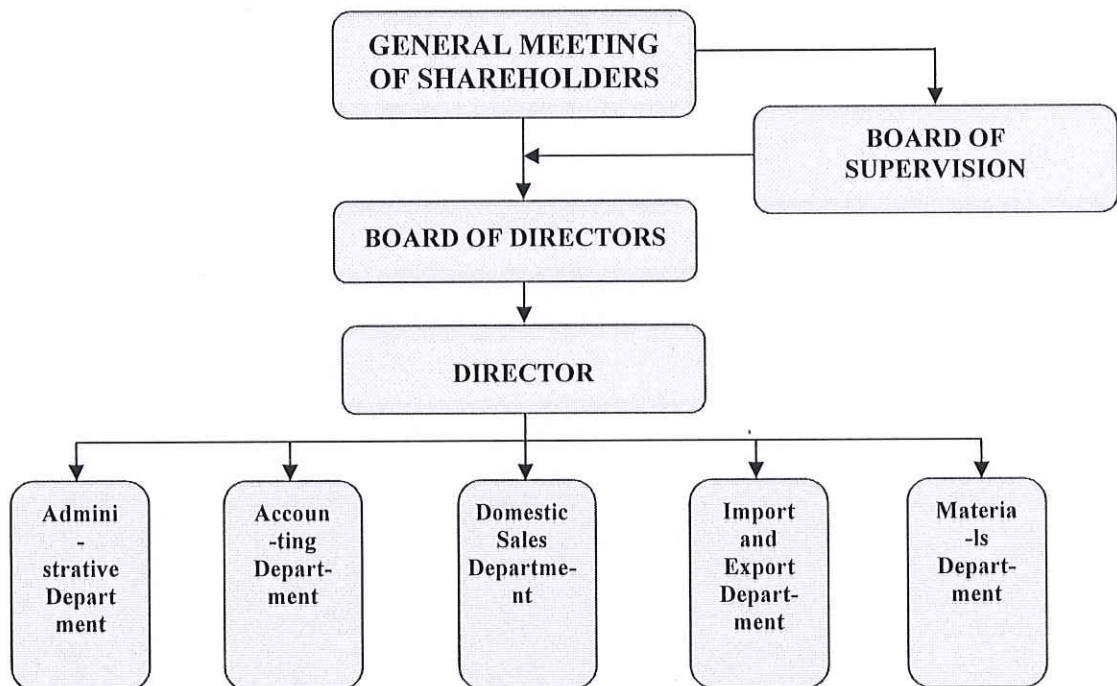 GENERAL MEETING
OF SHAREHOLDERS
BOARD OF
SUPERVISION
BOARD OF DIRECTORS
DIRECTOR
Admini
-
strative
Depart
ment
Accoun
-ting
Depart-
ment
Domestic
Sales
Departme-
nt
Import
and
Export
Depart-
ment
Materia
-ls
Depart-
ment